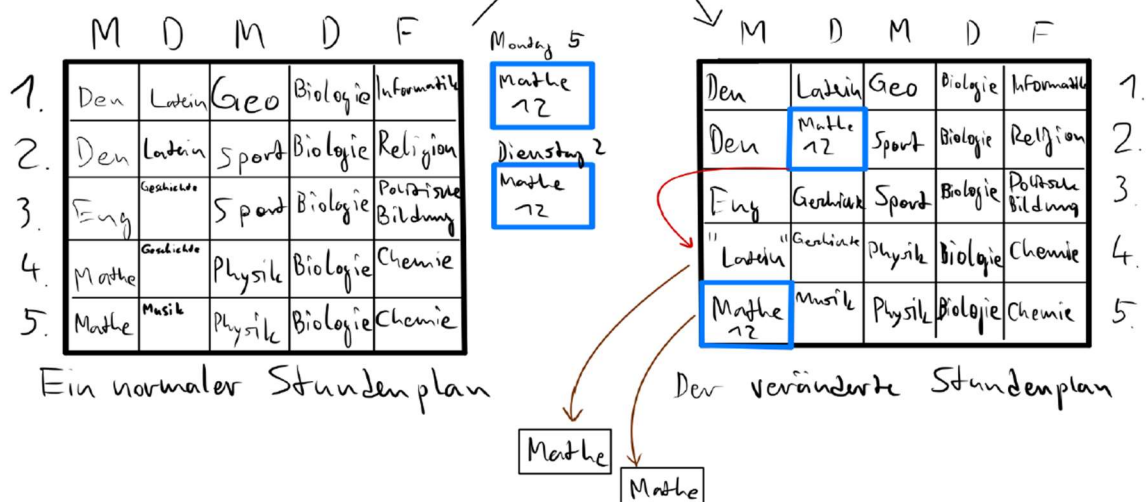 M D M D F
1. Den Latein Geo Biologie Informatik
2. Den Latein Sport Biologie Religion
3. Eng Geschichte Sport Biologie Politische Bildung
4. Mathe Geschichte Physik Biologie Chemie
5. Mathe Musik Physik Biologie Chemie
Ein normaler Stundenplan
Montag 5
Mathe
12
Dienstag 2
Mathe
12
M D M D F
Den Latein Geo Biologie Informatik 1.
Den Mathe 12 Sport Biologie Religion 2.
Eng Geschichte Sport Biologie Politische Bildung 3.
"Latein" Geschichte Physik Biologie Chemie 4.
Mathe 12 Musik Physik Biologie Chemie 5.
Der veränderte Stundenplan
Mathe
Mathe